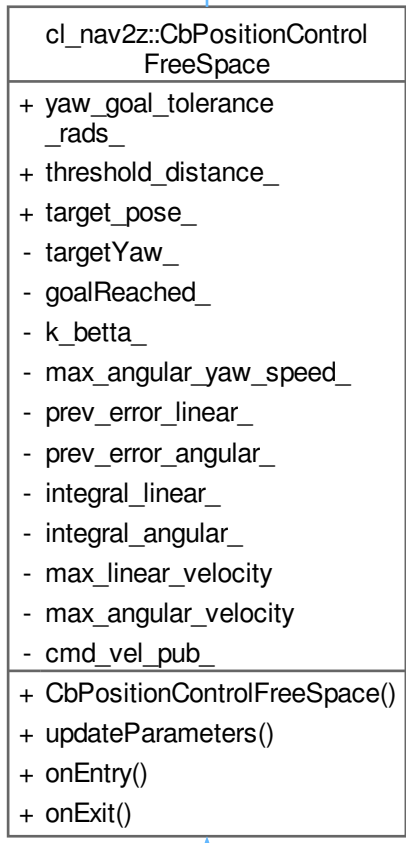 cl_nav2z::CbPositionControl
FreeSpace
+ yaw_goal_tolerance
_rads_
+ threshold_distance_
+ target_pose_
- targetYaw_
- goalReached_
- k_betta_
- max_angular_yaw_speed_
- prev_error_linear_
- prev_error_angular_
- integral_linear_
- integral_angular_
- max_linear_velocity
- max_angular_velocity
- cmd_vel_pub_
+ CbPositionControlFreeSpace()
+ updateParameters()
+ onEntry()
+ onExit()